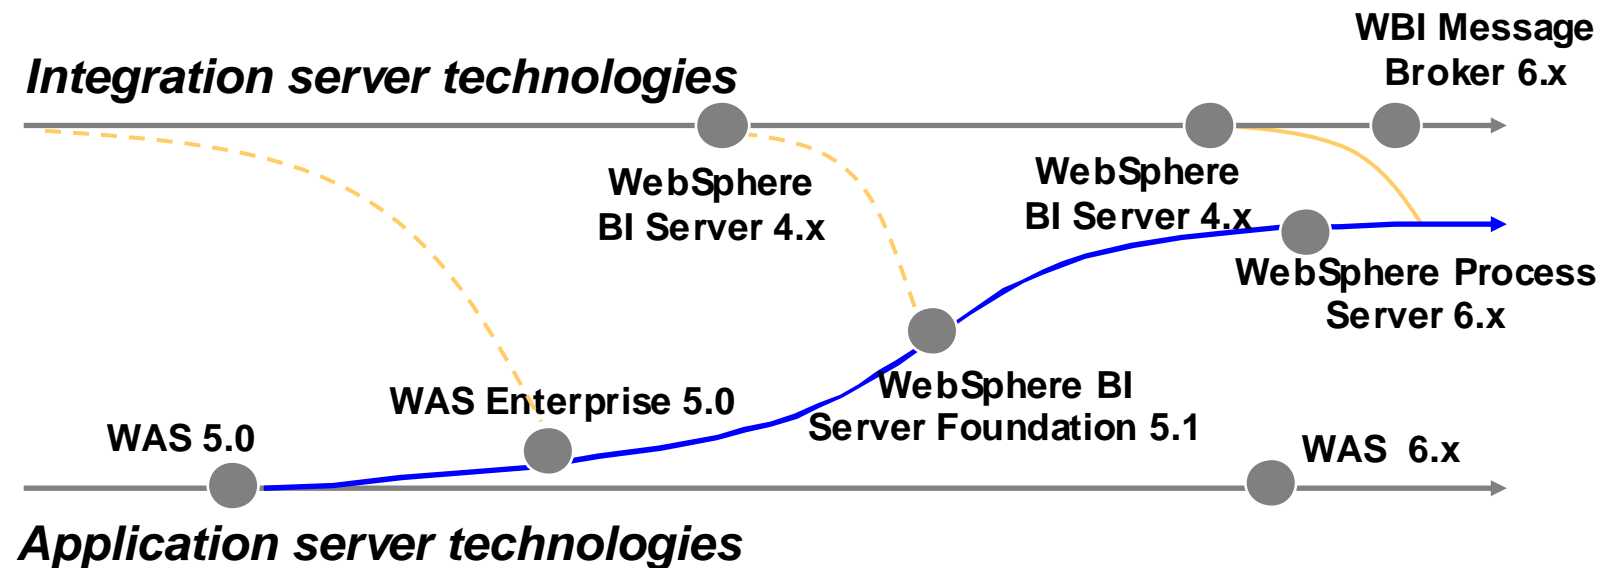 WBI Message
Broker 6.x
Integration server technologies
WebSphere
BI Server 4.x
WebSphere
BI Server 4.x
WebSphere Process
Server 6.x
WAS Enterprise 5.0
WebSphere BI
Server Foundation 5.1
WAS 5.0
WAS 6.x
Application server technologies